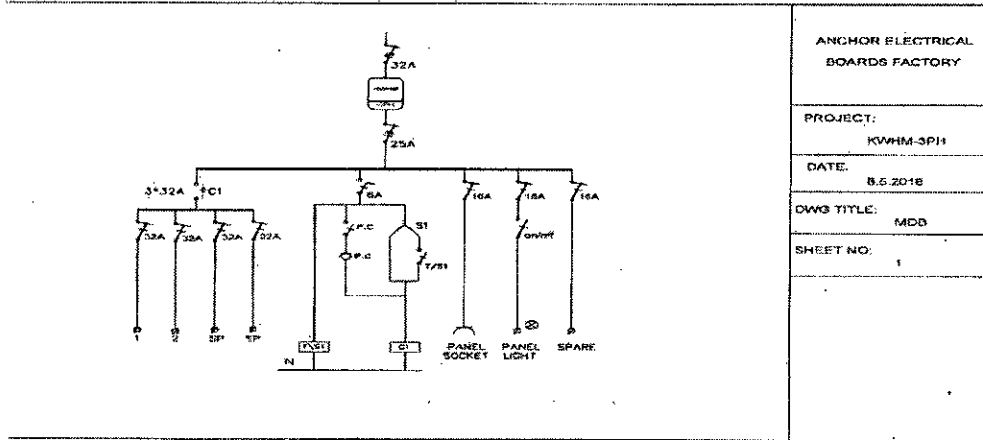 32A
25A
3*32A
C1
6A
16A
16A
16A
32A
32A
32A
32A
P.C
S1
on/off
P.C
T/S1
1
2
SP
SP
T/S1
C1
N
PANEL
SOCKET
PANEL
LIGHT
SPARE
ANCHOR ELECTRICAL
BOARDS FACTORY
PROJECT:
KWHM-3PH
DATE.
8.5.2016
DWG TITLE:
MDB
SHEET NO:
1